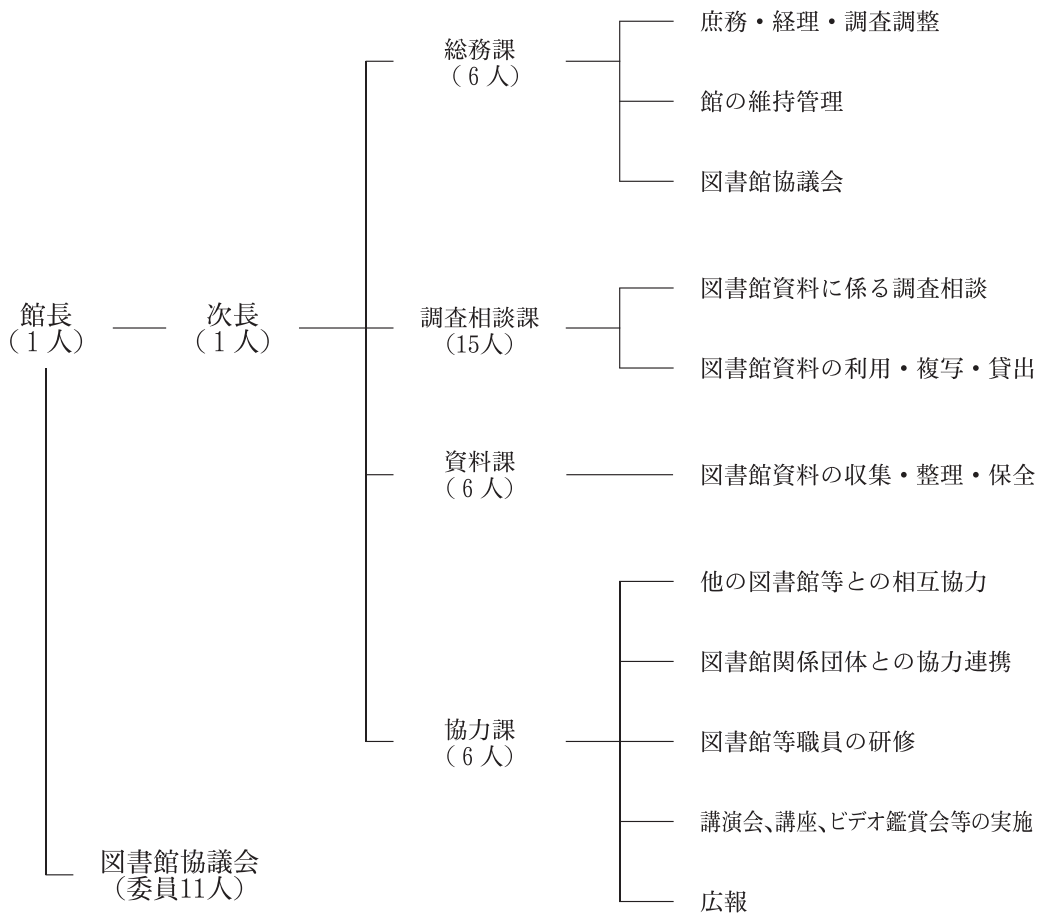 館長
(1人)
次長
(1人)
総務課
(6人)
庶務・経理・調査調整
館の維持管理
図書館協議会
調査相談課
(15人)
図書館資料に係る調査相談
図書館資料の利用・複写・貸出
資料課
(6人)
図書館資料の収集・整理・保全
協力課
(6人)
他の図書館等との相互協力
図書館関係団体との協力連携
図書館等職員の研修
講演会、講座、ビデオ鑑賞会等の実施
広報
図書館協議会
(委員11人)